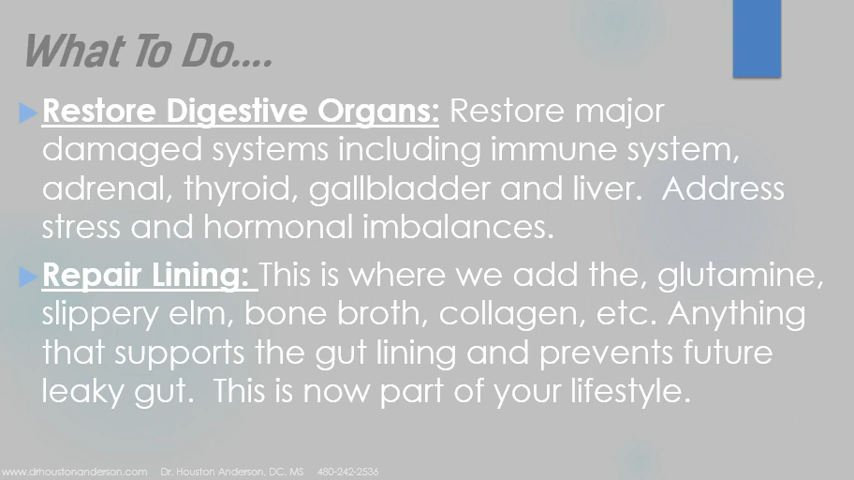 What To Do....
Restore Digestive Organs: Restore major
damaged systems including immune system,
adrenal, thyroid, gallbladder and liver.  Address
stress and hormonal imbalances.
Repair Lining: This is where we add the, glutamine,
slippery elm, bone broth, collagen, etc. Anything
that supports the gut lining and prevents future
leaky gut.  This is now part of your lifestyle.
www.drhoustonanderson.com    Dr. Houston Anderson, DC, MS    480-242-2536